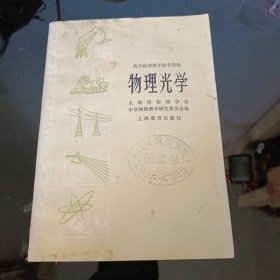 高中物理教学参考读物
物理光学
上海市物理学会
中学物理教学研究委员会编
上海教育出版社